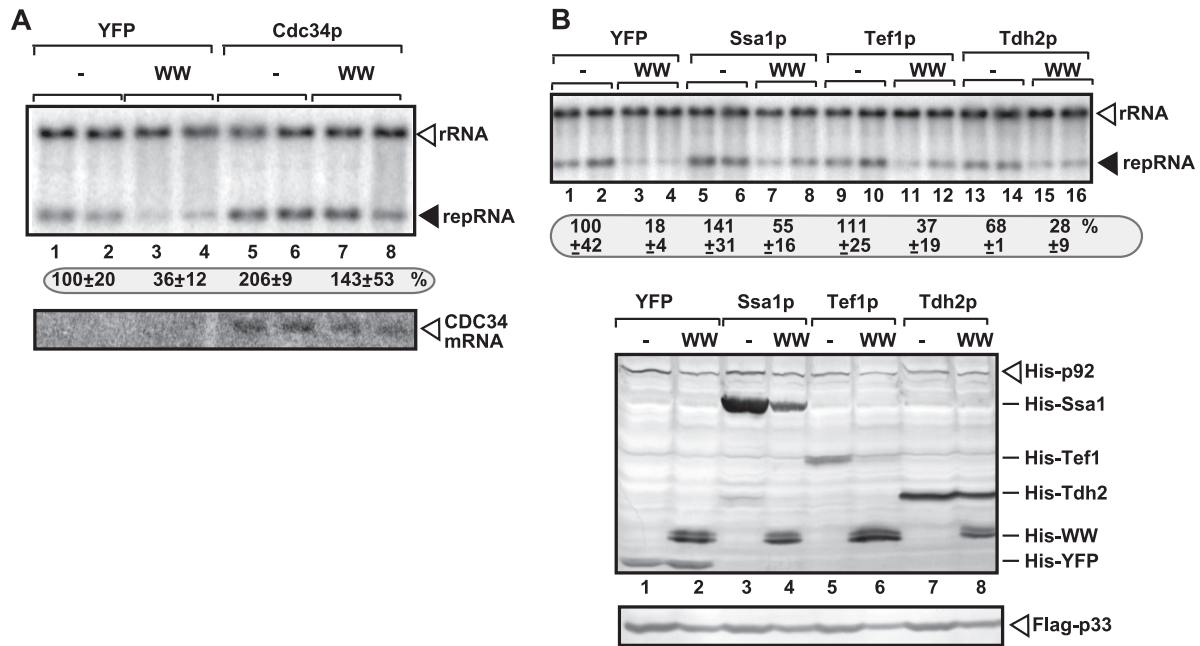 A
YFP Cdc34p
- WW - WW
rRNA
repRNA
1 2 3 4 5 6 7 8
100±20 36±12 206±9 143±53 %
CDC34
mRNA
B
YFP Ssa1p Tef1p Tdh2p
- WW - WW - WW - WW
rRNA
repRNA
1 2 3 4 5 6 7 8 9 10 11 12 13 14 15 16
100 18 141 55 111 37 68 28 %
±42 ±4 ±31 ±16 ±25 ±19 ±1 ±9
YFP Ssa1p Tef1p Tdh2p
- WW - WW - WW - WW
His-p92
His-Ssa1
His-Tef1
His-Tdh2
His-WW
His-YFP
1 2 3 4 5 6 7 8
Flag-p33